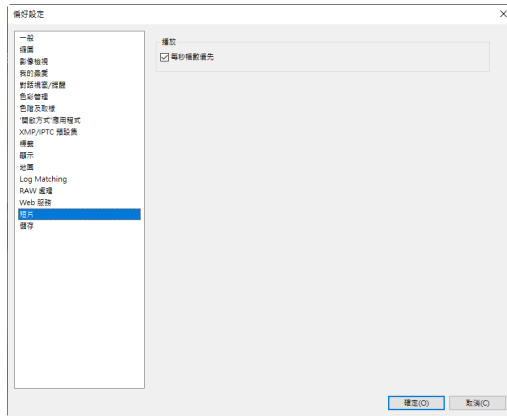 偏好設定
一般
縮圖
影像檢視
我的最愛
對話視窗/提醒
色彩管理
色階及取樣
'開啟方式'應用程式
XMP/IPTC 預設集
標籤
顯示
地圖
Log Matching
RAW 處理
Web 服務
短片
儲存
播放
每秒幅數優先
確定(O)
取消(C)